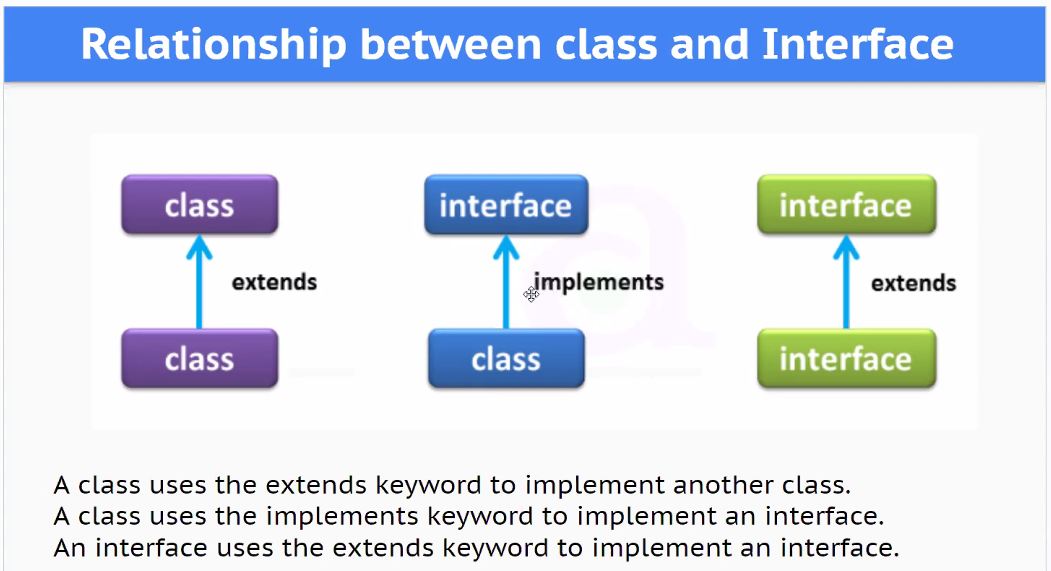 Relationship between class and Interface
class interface interface
extends implements extends
class class interface
A class uses the extends keyword to implement another class.
A class uses the implements keyword to implement an interface.
An interface uses the extends keyword to implement an interface.